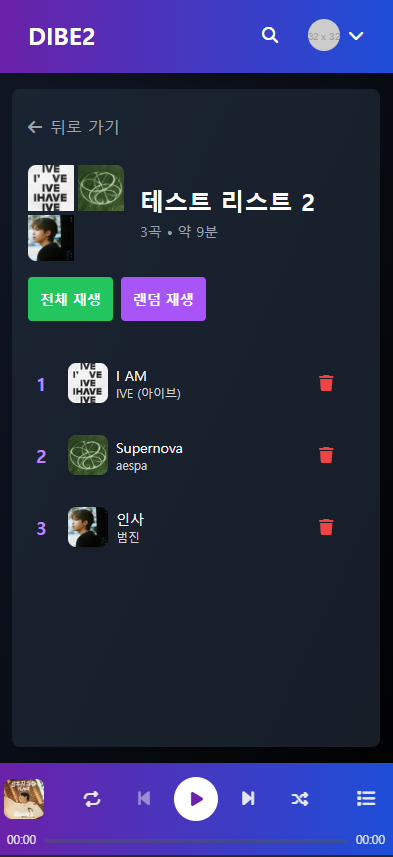 DIBE2
32 x 32
뒤로 가기
IVE
I' VE
IVE
IHAVE
IVE
테스트 리스트 2
3곡 • 약 9분
전체 재생
랜덤 재생
1
IVE
I' VE
IVE
IHAVE
IVE
I AM
IVE (아이브)
2
Supernova
aespa
3
인사
범진
00:00
00:00